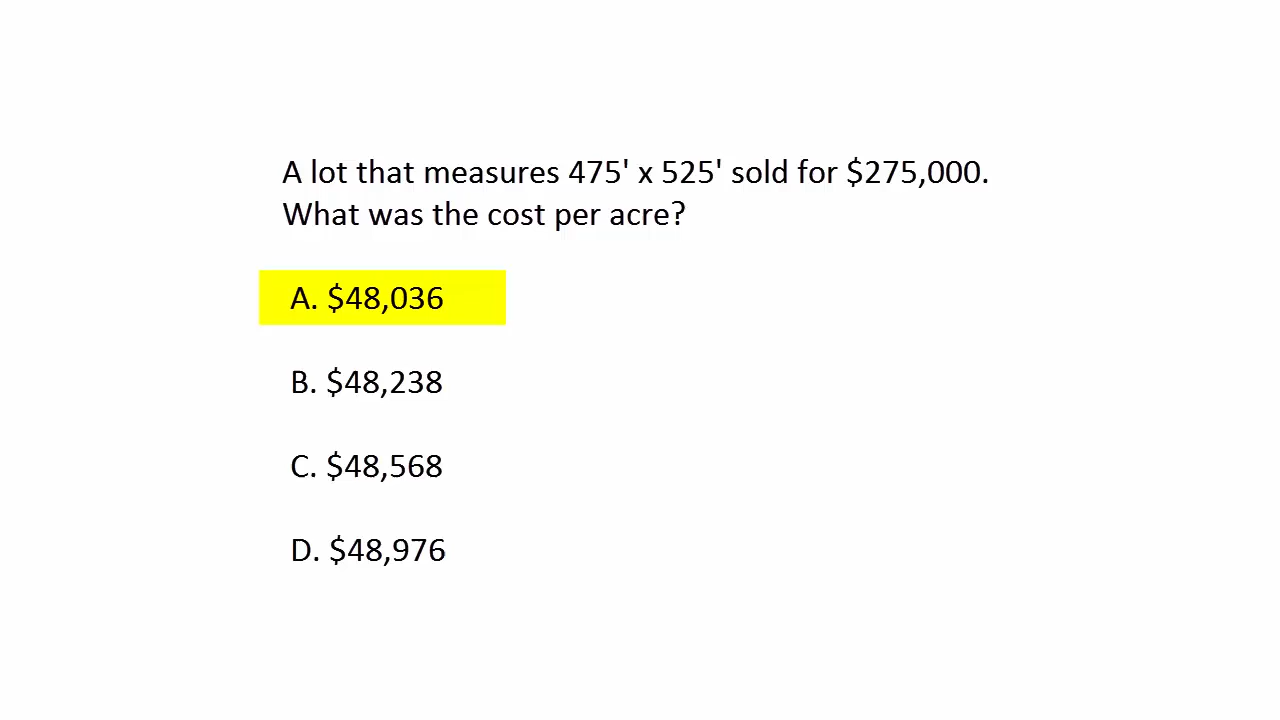 A lot that measures 475' x 525' sold for $275,000.
What was the cost per acre?
A. $48,036
B. $48,238
C. $48,568
D. $48,976